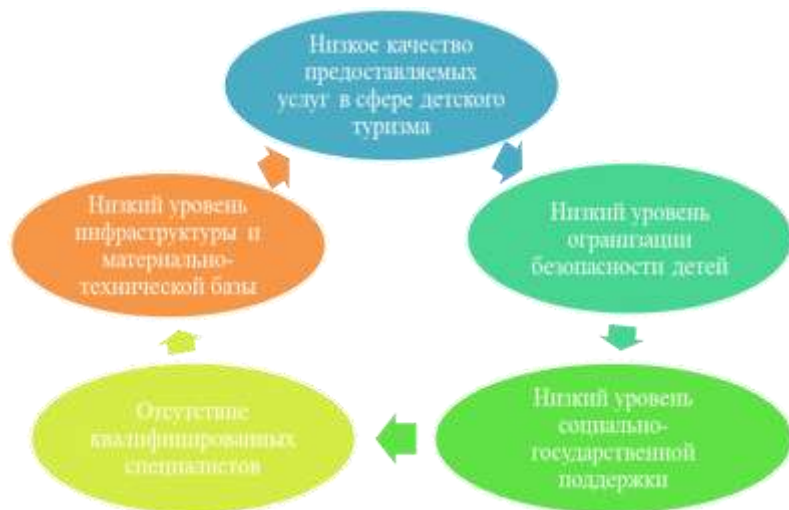 Низкое качество
предоставляемых
услуг в сфере детского
туризма
Низкий уровень
огранизации
безопасности детей
Низкий уровень
социально-
государственной
поддержки
Отсутствие
квалифицированных
специалистов
Низкий уровень
инфраструктуры и
материально-
технической базы